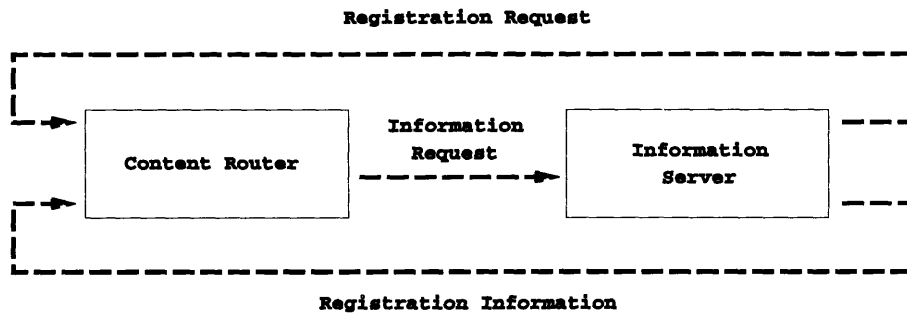 Registration Request
Information
Request
Content Router
Information
Server
Registration Information